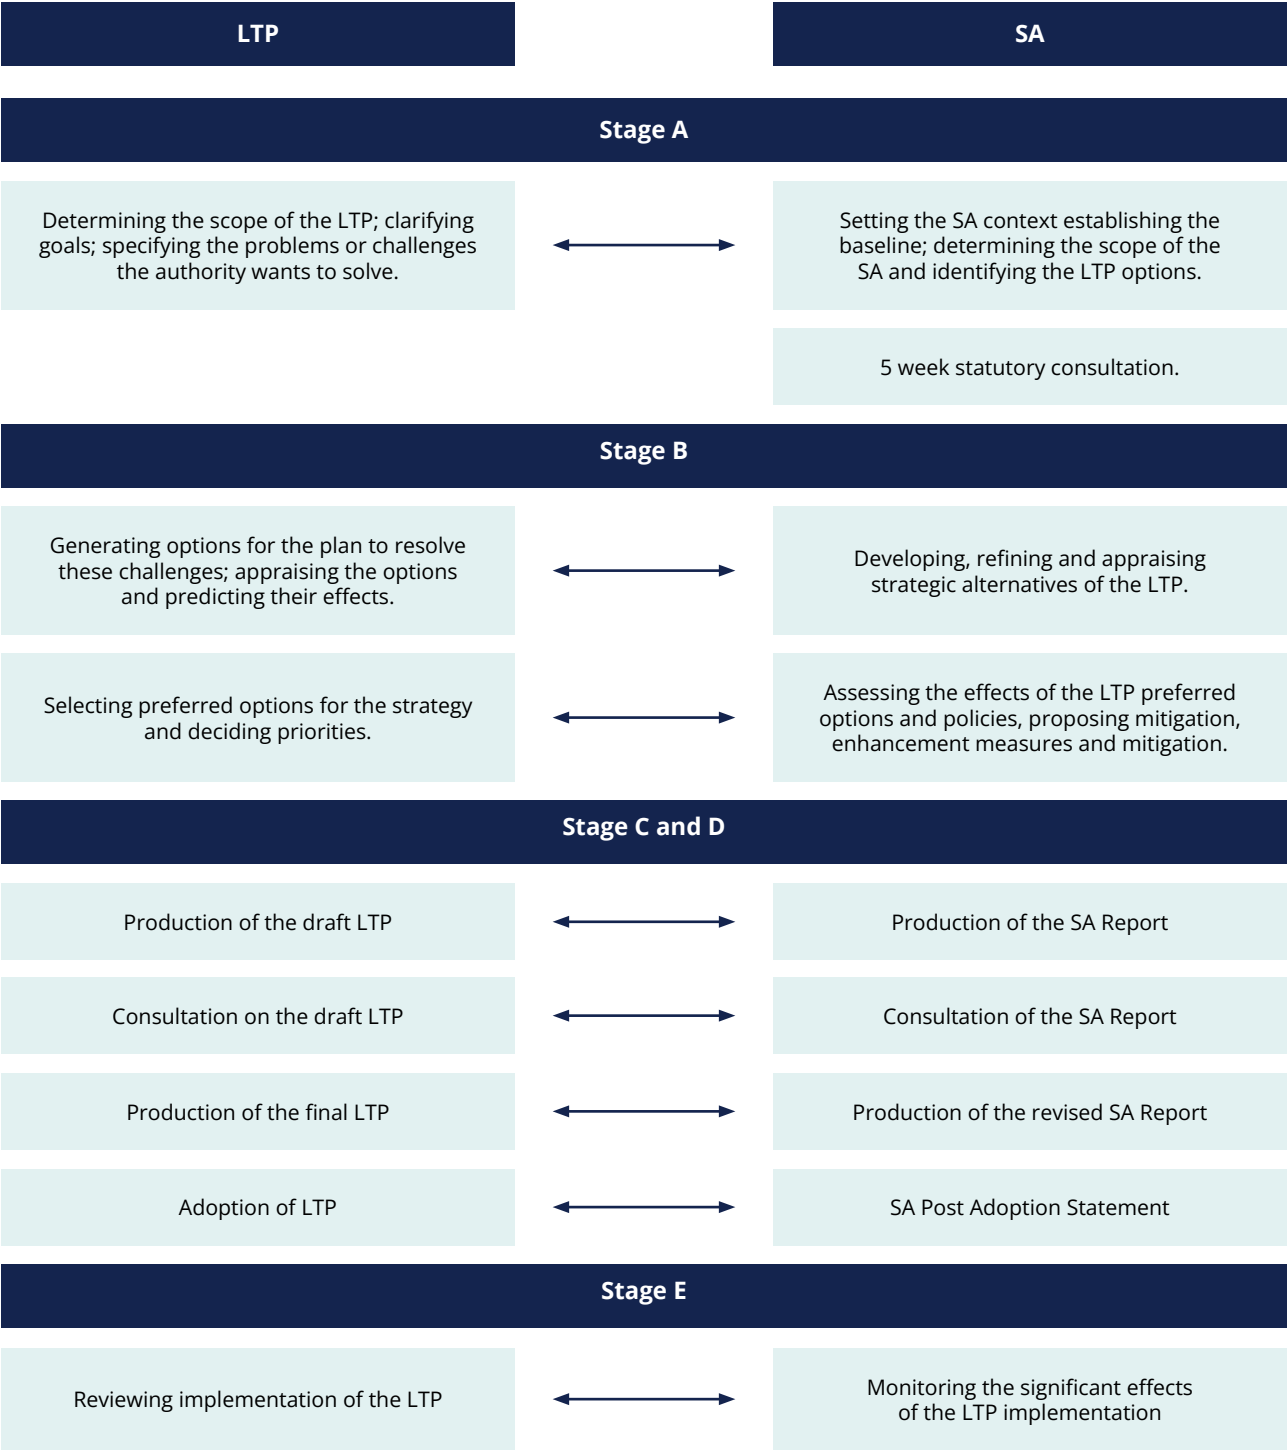 LTP
SA
Stage A
Determining the scope of the LTP; clarifying
goals; specifying the problems or challenges
the authority wants to solve.
Setting the SA context establishing the
baseline; determining the scope of the
SA and identifying the LTP options.
5 week statutory consultation.
Stage B
Generating options for the plan to resolve
these challenges; appraising the options
and predicting their effects.
Developing, refining and appraising
strategic alternatives of the LTP.
Selecting preferred options for the strategy
and deciding priorities.
Assessing the effects of the LTP preferred
options and policies, proposing mitigation,
enhancement measures and mitigation.
Stage C and D
Production of the draft LTP
Production of the SA Report
Consultation on the draft LTP
Consultation of the SA Report
Production of the final LTP
Production of the revised SA Report
Adoption of LTP
SA Post Adoption Statement
Stage E
Reviewing implementation of the LTP
Monitoring the significant effects
of the LTP implementation